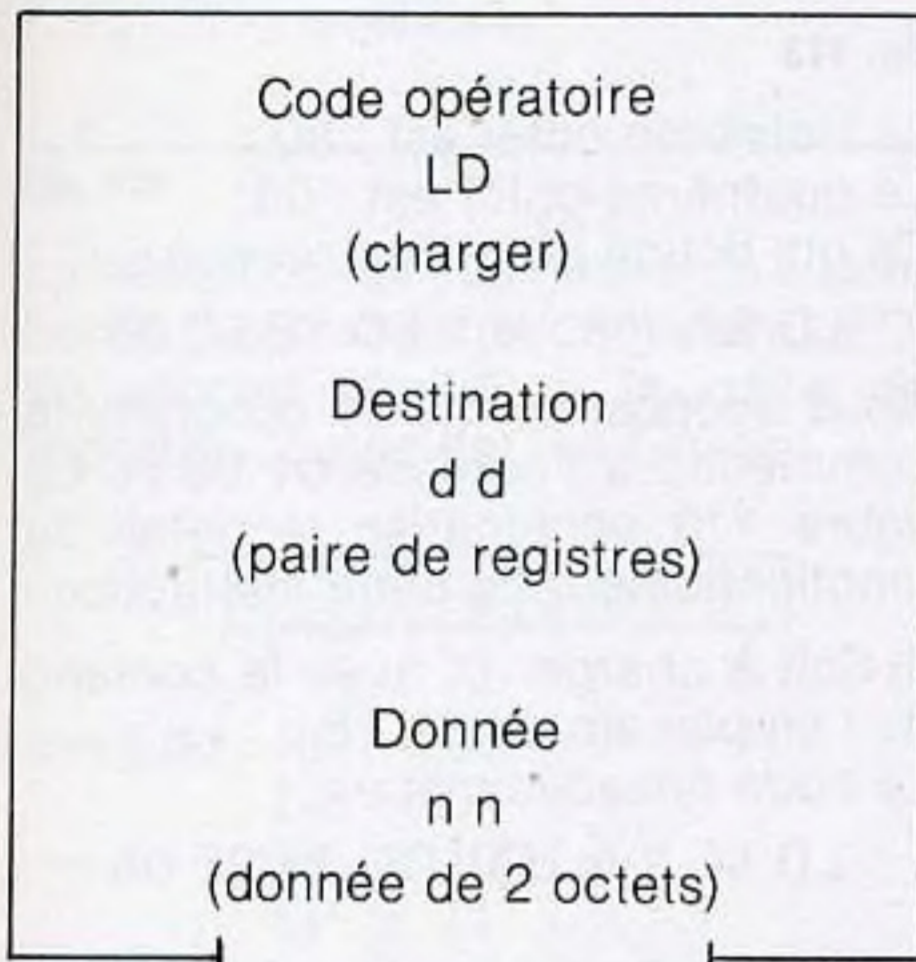 Code opératoire
LD
(charger)
Destination
d d
(paire de registres)
Donnée
n n
(donnée de 2 octets)